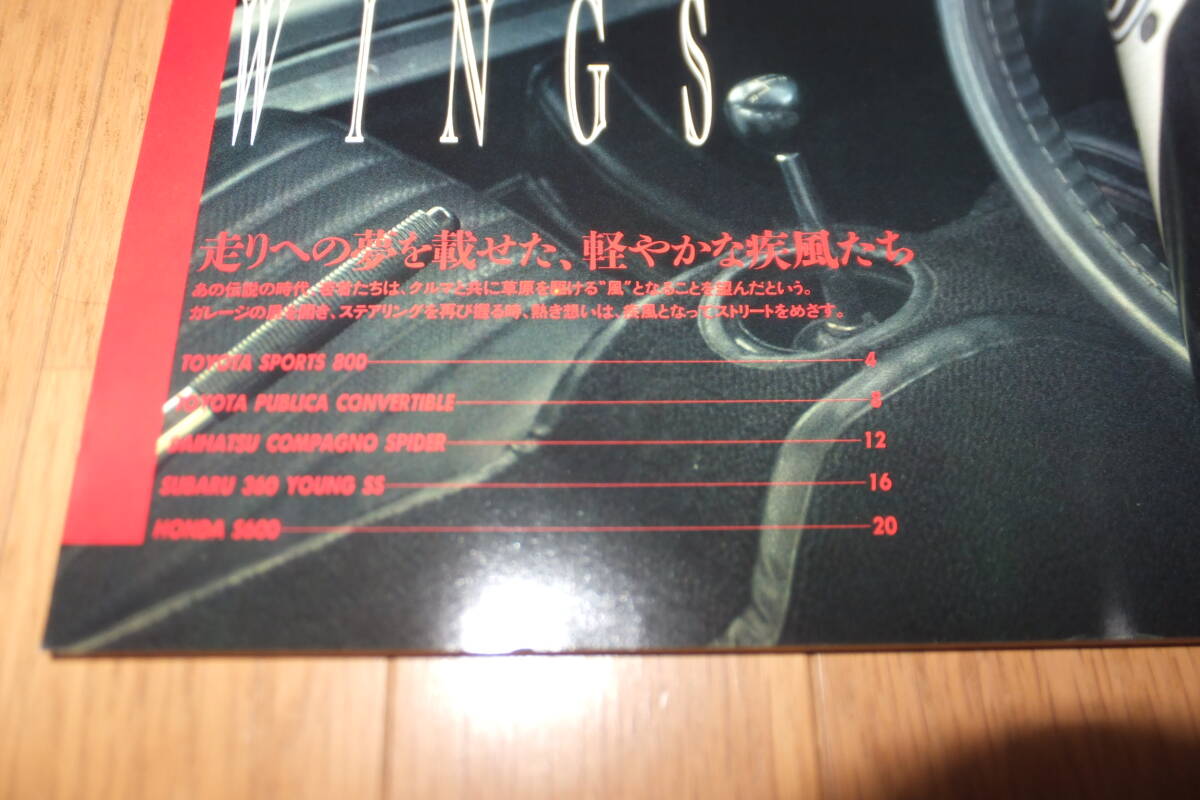 WINGS
走りへの夢を載せた、軽やかな疾風たち
あの伝説の時代、若者たちは、クルマと共に草原を駆ける“風”となることを望んだという。
ガレージの扉を開き、ステアリングを再び握る時、熱き想いは、疾風となってストリートをめざす。
TOYOTA SPORTS 800 4
TOYOTA PUBLICA CONVERTIBLE 8
DAIHATSU COMPAGNO SPIDER 12
SUBARU 360 YOUNG SS 16
HONDA S600 20